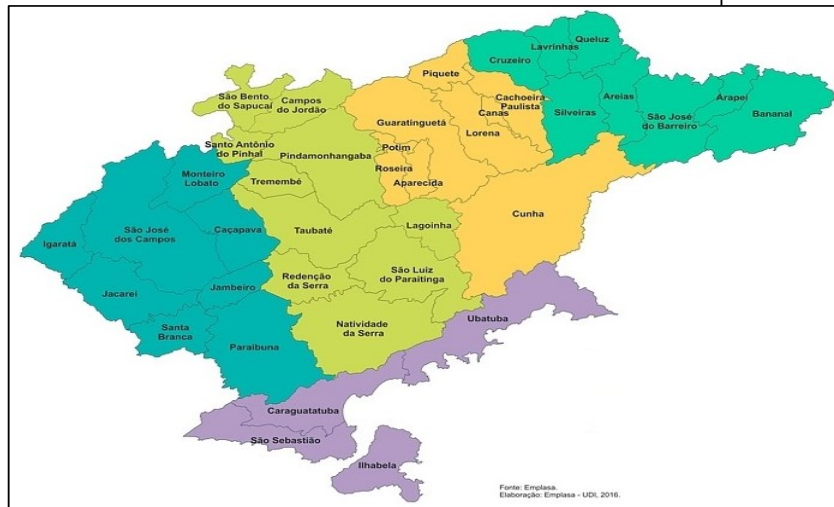 Queluz
Lavrinhas
Cruzeiro
Piquete
Cachoeira
Paulista
Canas
Areias
Arapeí
Silveiras
São José
do Barreiro
Bananal
São Bento
do Sapucaí
Campos
do Jordão
Guaratinguetá
Lorena
Santo Antônio
do Pinhal
Pindamonhangaba
Potim
Roseira
Aparecida
Monteiro
Lobato
Tremembé
Cunha
Lagoinha
Taubaté
São José
dos Campos
Caçapava
Igaratá
Redenção
da Serra
São Luiz
do Paraitinga
Jacareí
Jambeiro
Ubatuba
Santa
Branca
Natividade
da Serra
Paraibuna
Caraguatatuba
São Sebastião
Ilhabela
Fonte: Emplasa.
Elaboração: Emplasa - UDI, 2016.